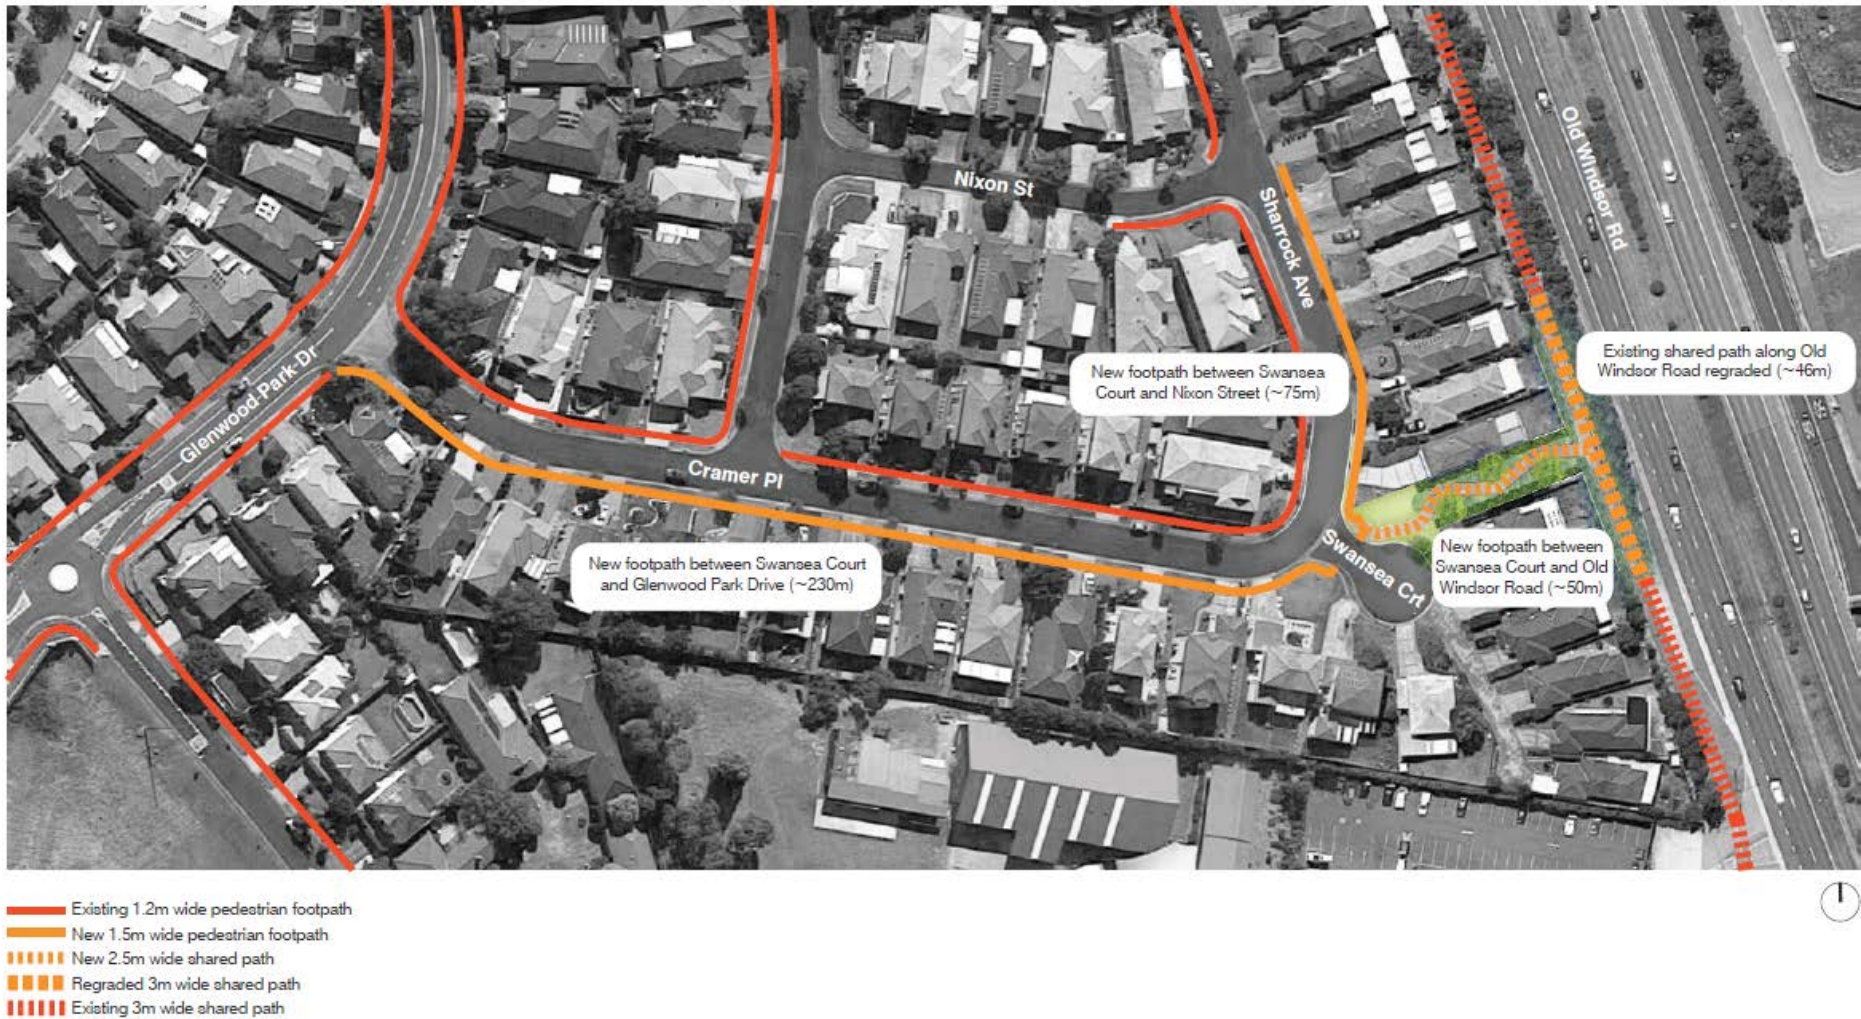 Nixon St
Old Windsor Rd
Sharrock Ave
Existing shared path along Old
Windsor Road regraded (~46m)
Glenwood Park Dr
New footpath between Swansea
Court and Nixon Street (~75m)
Cramer Pl
New footpath between Swansea Court
and Glenwood Park Drive (~230m)
Swansea Crt
New footpath between
Swansea Court and Old
Windsor Road (~50m)
Existing 1.2m wide pedestrian footpath
New 1.5m wide pedestrian footpath
New 2.5m wide shared path
Regraded 3m wide shared path
Existing 3m wide shared path